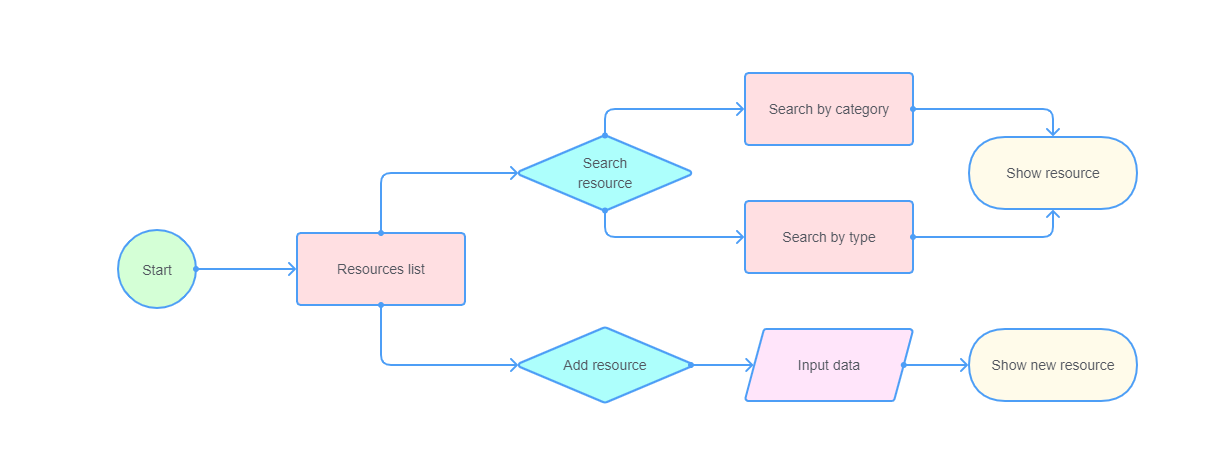 Search by category
Search
resource
Show resource
Search by type
Start
Resources list
Add resource
Input data
Show new resource